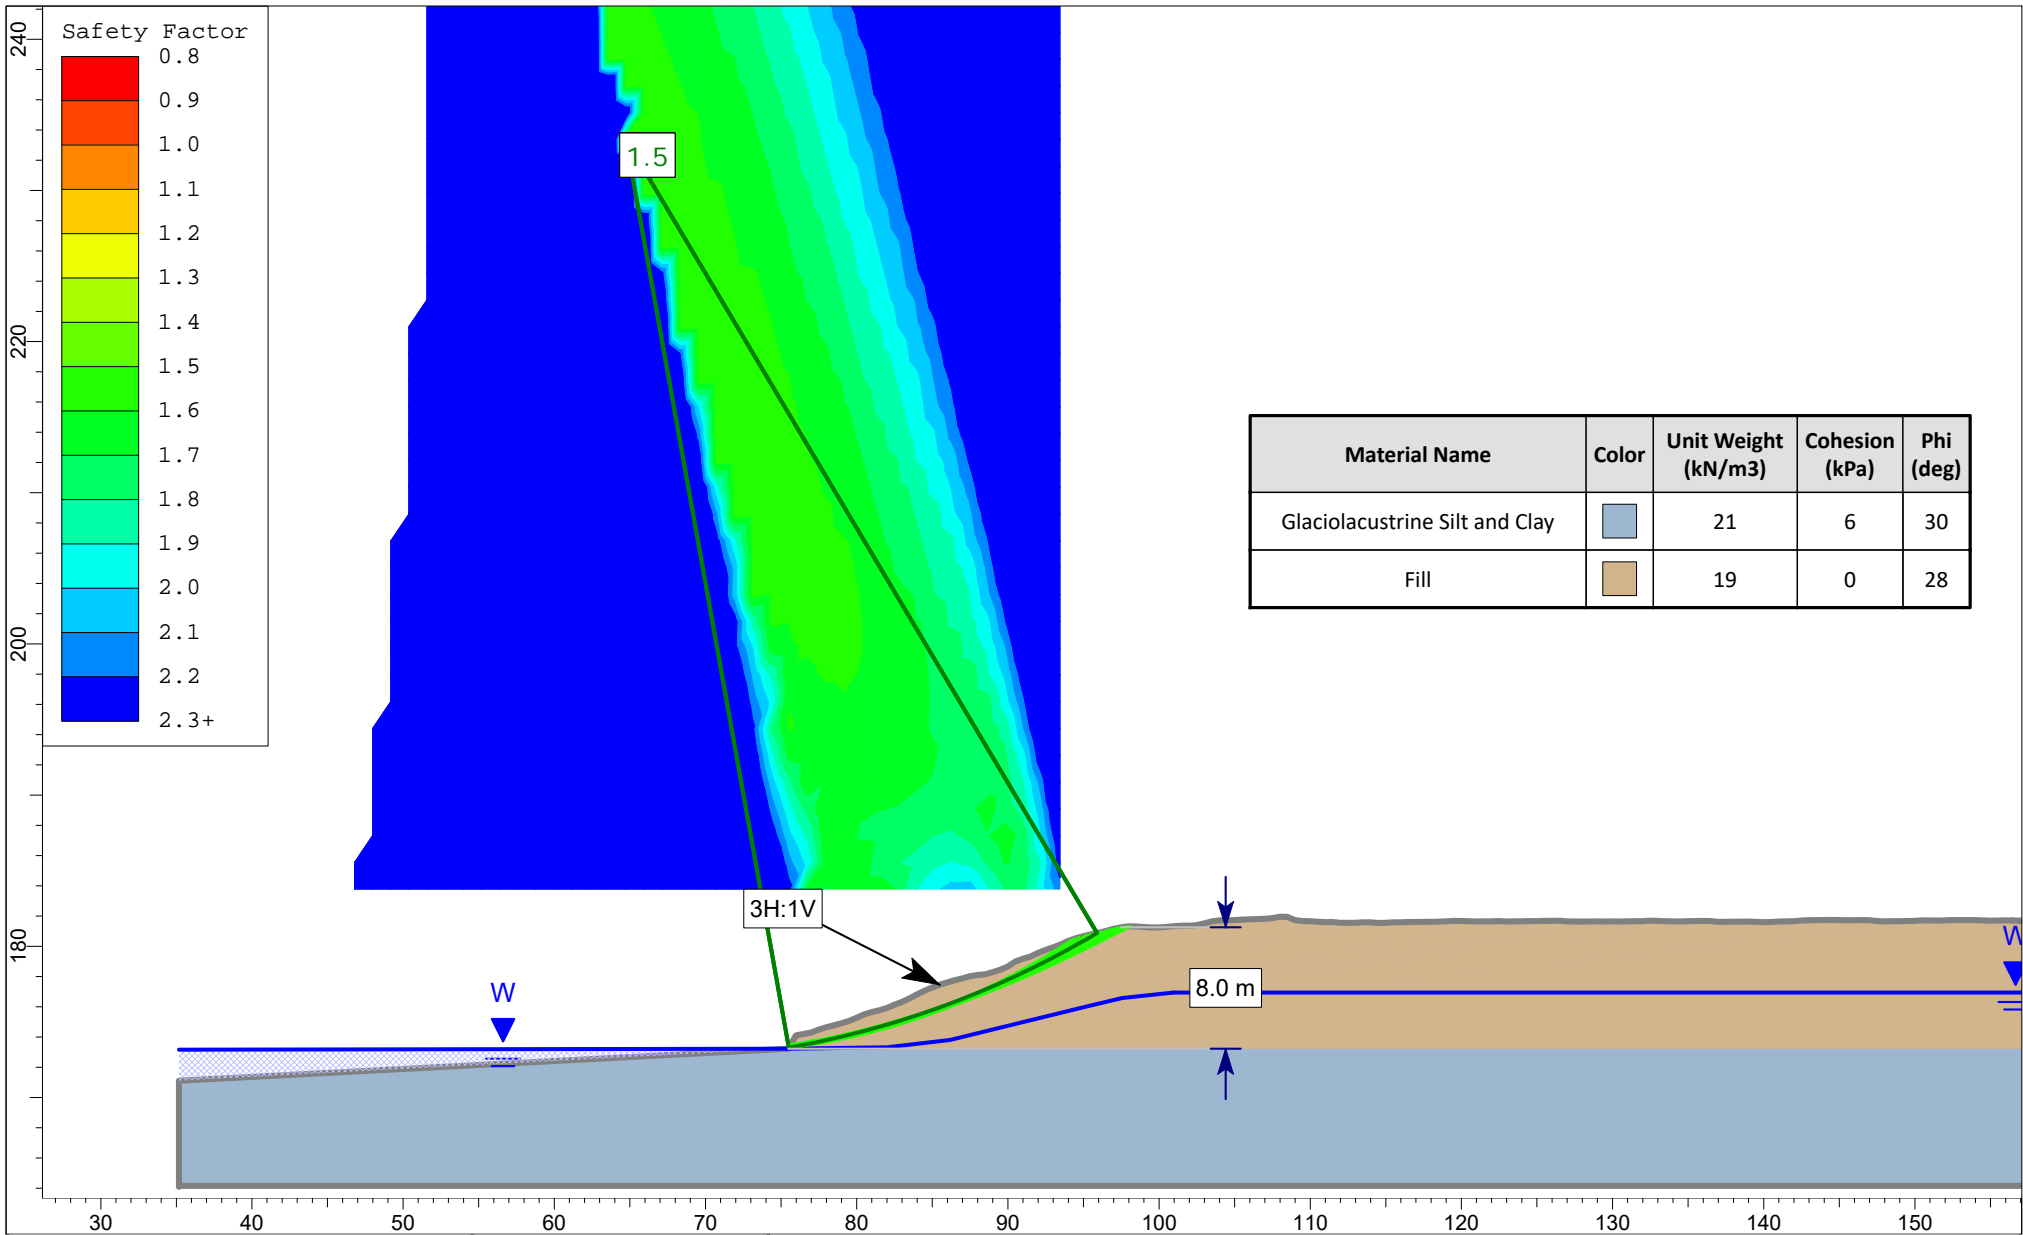 Safety Factor
0.8
0.9
1.0
1.1
1.2
1.3
1.4
1.5
1.6
1.7
1.8
1.9
2.0
2.1
2.2
2.3+
240
220
200
180
1.5
Material Name Color Unit Weight (kN/m3) Cohesion (kPa) Phi (deg)
Glaciolacustrine Silt and Clay 21 6 30
Fill 19 0 28
3H:1V
W
W
8.0 m
30 40 50 60 70 80 90 100 110 120 130 140 150